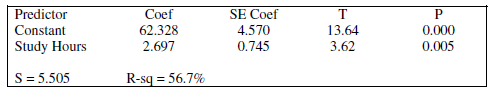 Predictor Coef SE Coef T P
Constant 62.328 4.570 13.64 0.000
Study Hours 2.697 0.745 3.62 0.005
S = 5.505 R-sq = 56.7%